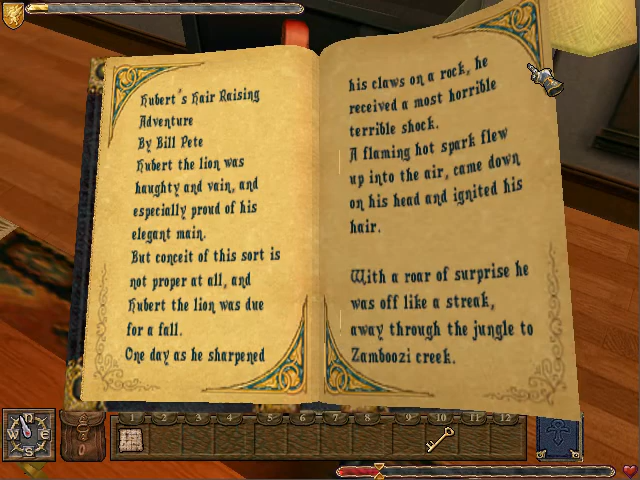 Hubert's Hair Raising
Adventure
By Bill Pete
Hubert the lion was
haughty and vain, and
especially proud of his
elegant main.
But conceit of this sort is
not proper at all, and
Hubert the lion was due
for a fall.
One day as he sharpened
his claws on a rock, he
received a most horrible
terrible shock.
A flaming hot spark flew
up into the air, came down
on his head and ignited his
hair.
With a roar of surprise he
was off like a streak,
away through the jungle to
Zamboozi creek.
N
W E
S
1 2 3 4 5 6 7 8 9 10 11 12